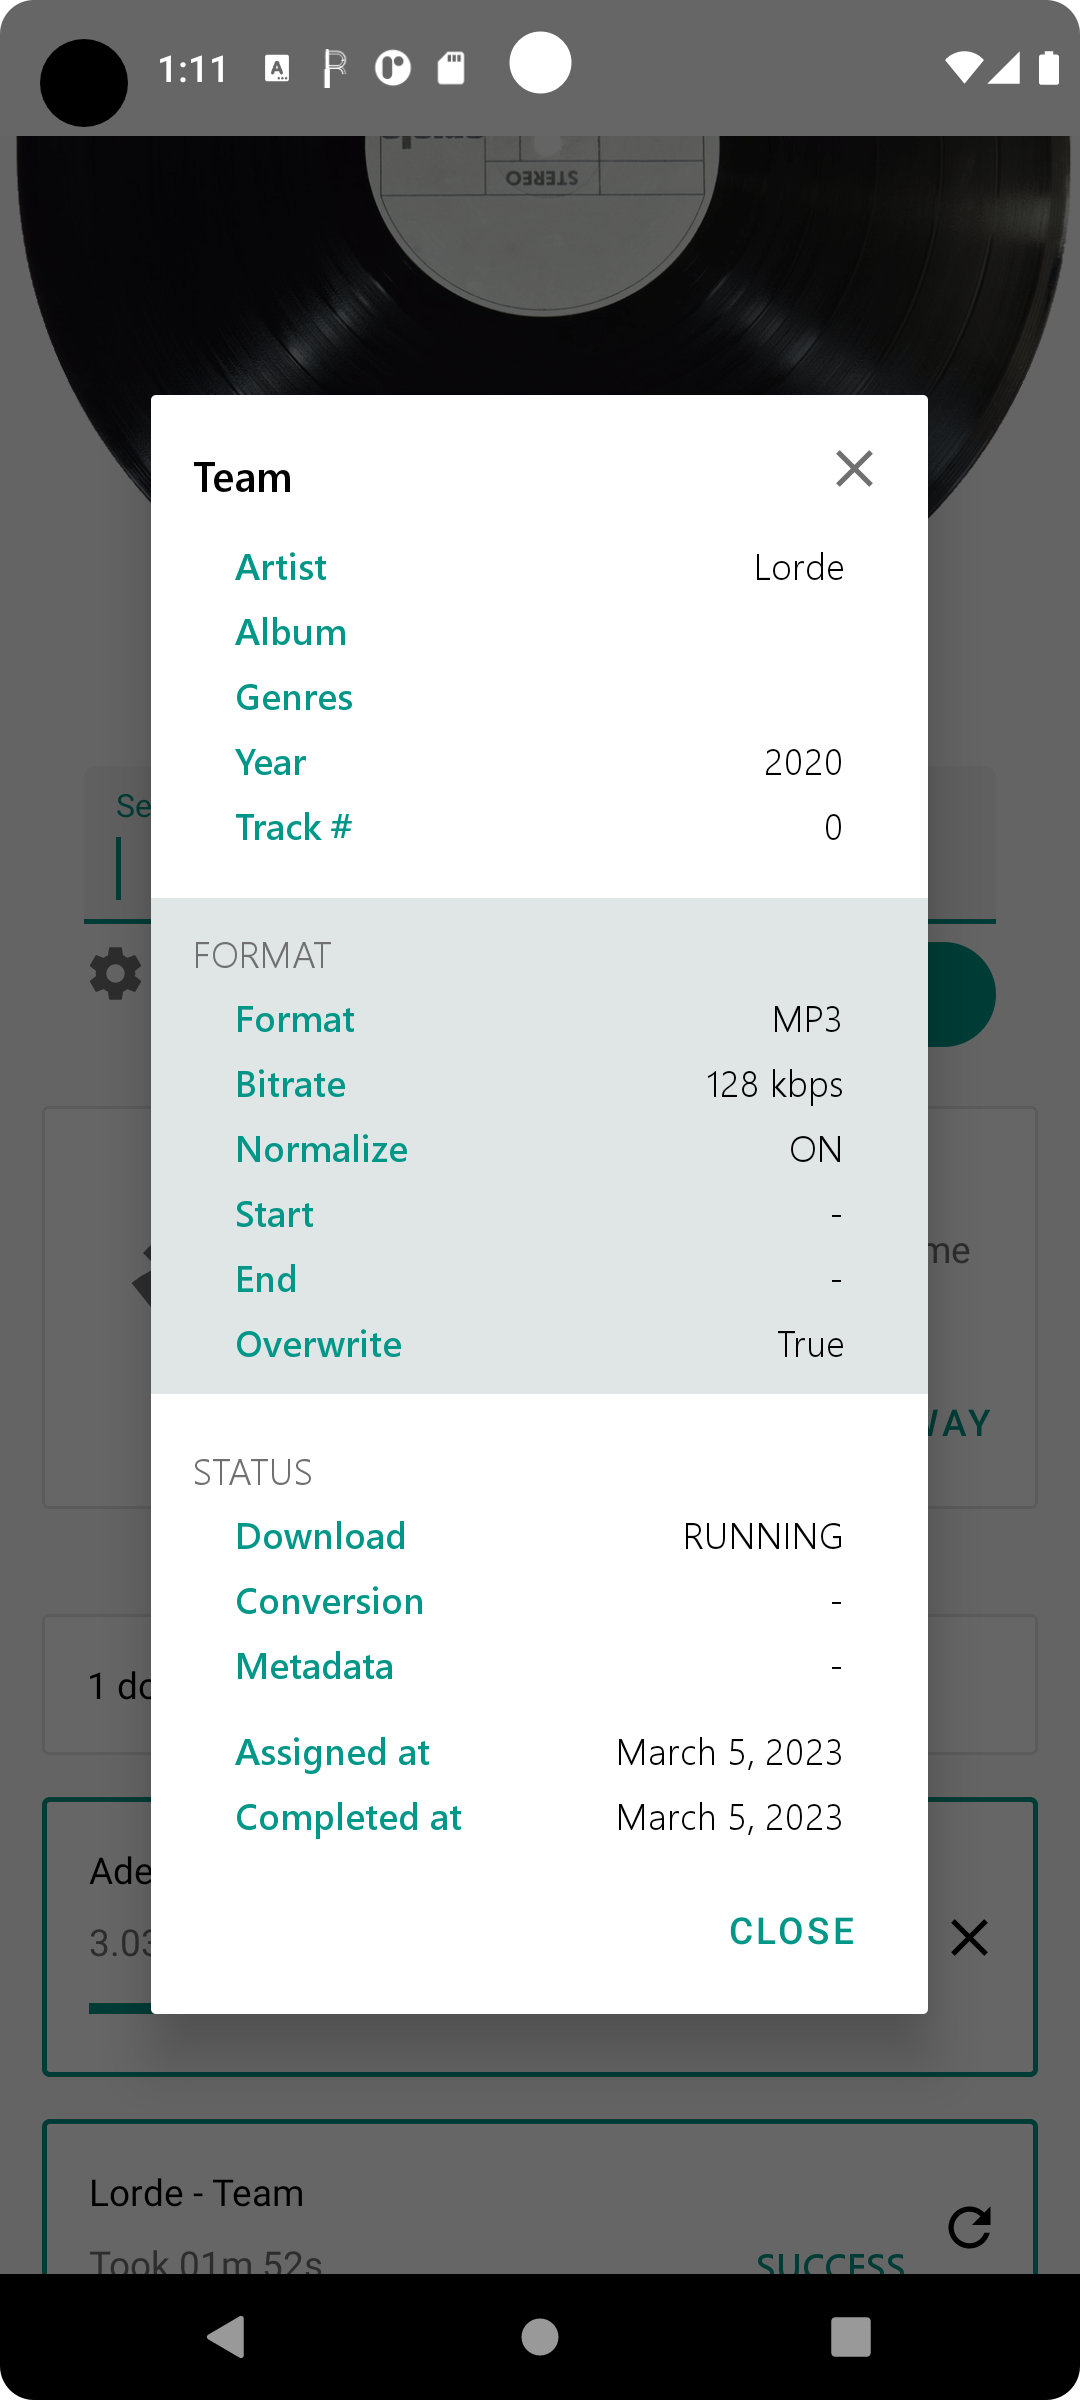 1:11
STEREO
Team
Artist Lorde
Album
Genres
Year 2020
Track # 0
Se
FORMAT
Format MP3
Bitrate 128 kbps
Normalize ON
Start -
End -
Overwrite True
me
WAY
STATUS
Download RUNNING
Conversion -
Metadata -
1 do
Assigned at March 5, 2023
Completed at March 5, 2023
Ade
3.03
CLOSE
Lorde - Team
Took 01m 52s
SUCCESS